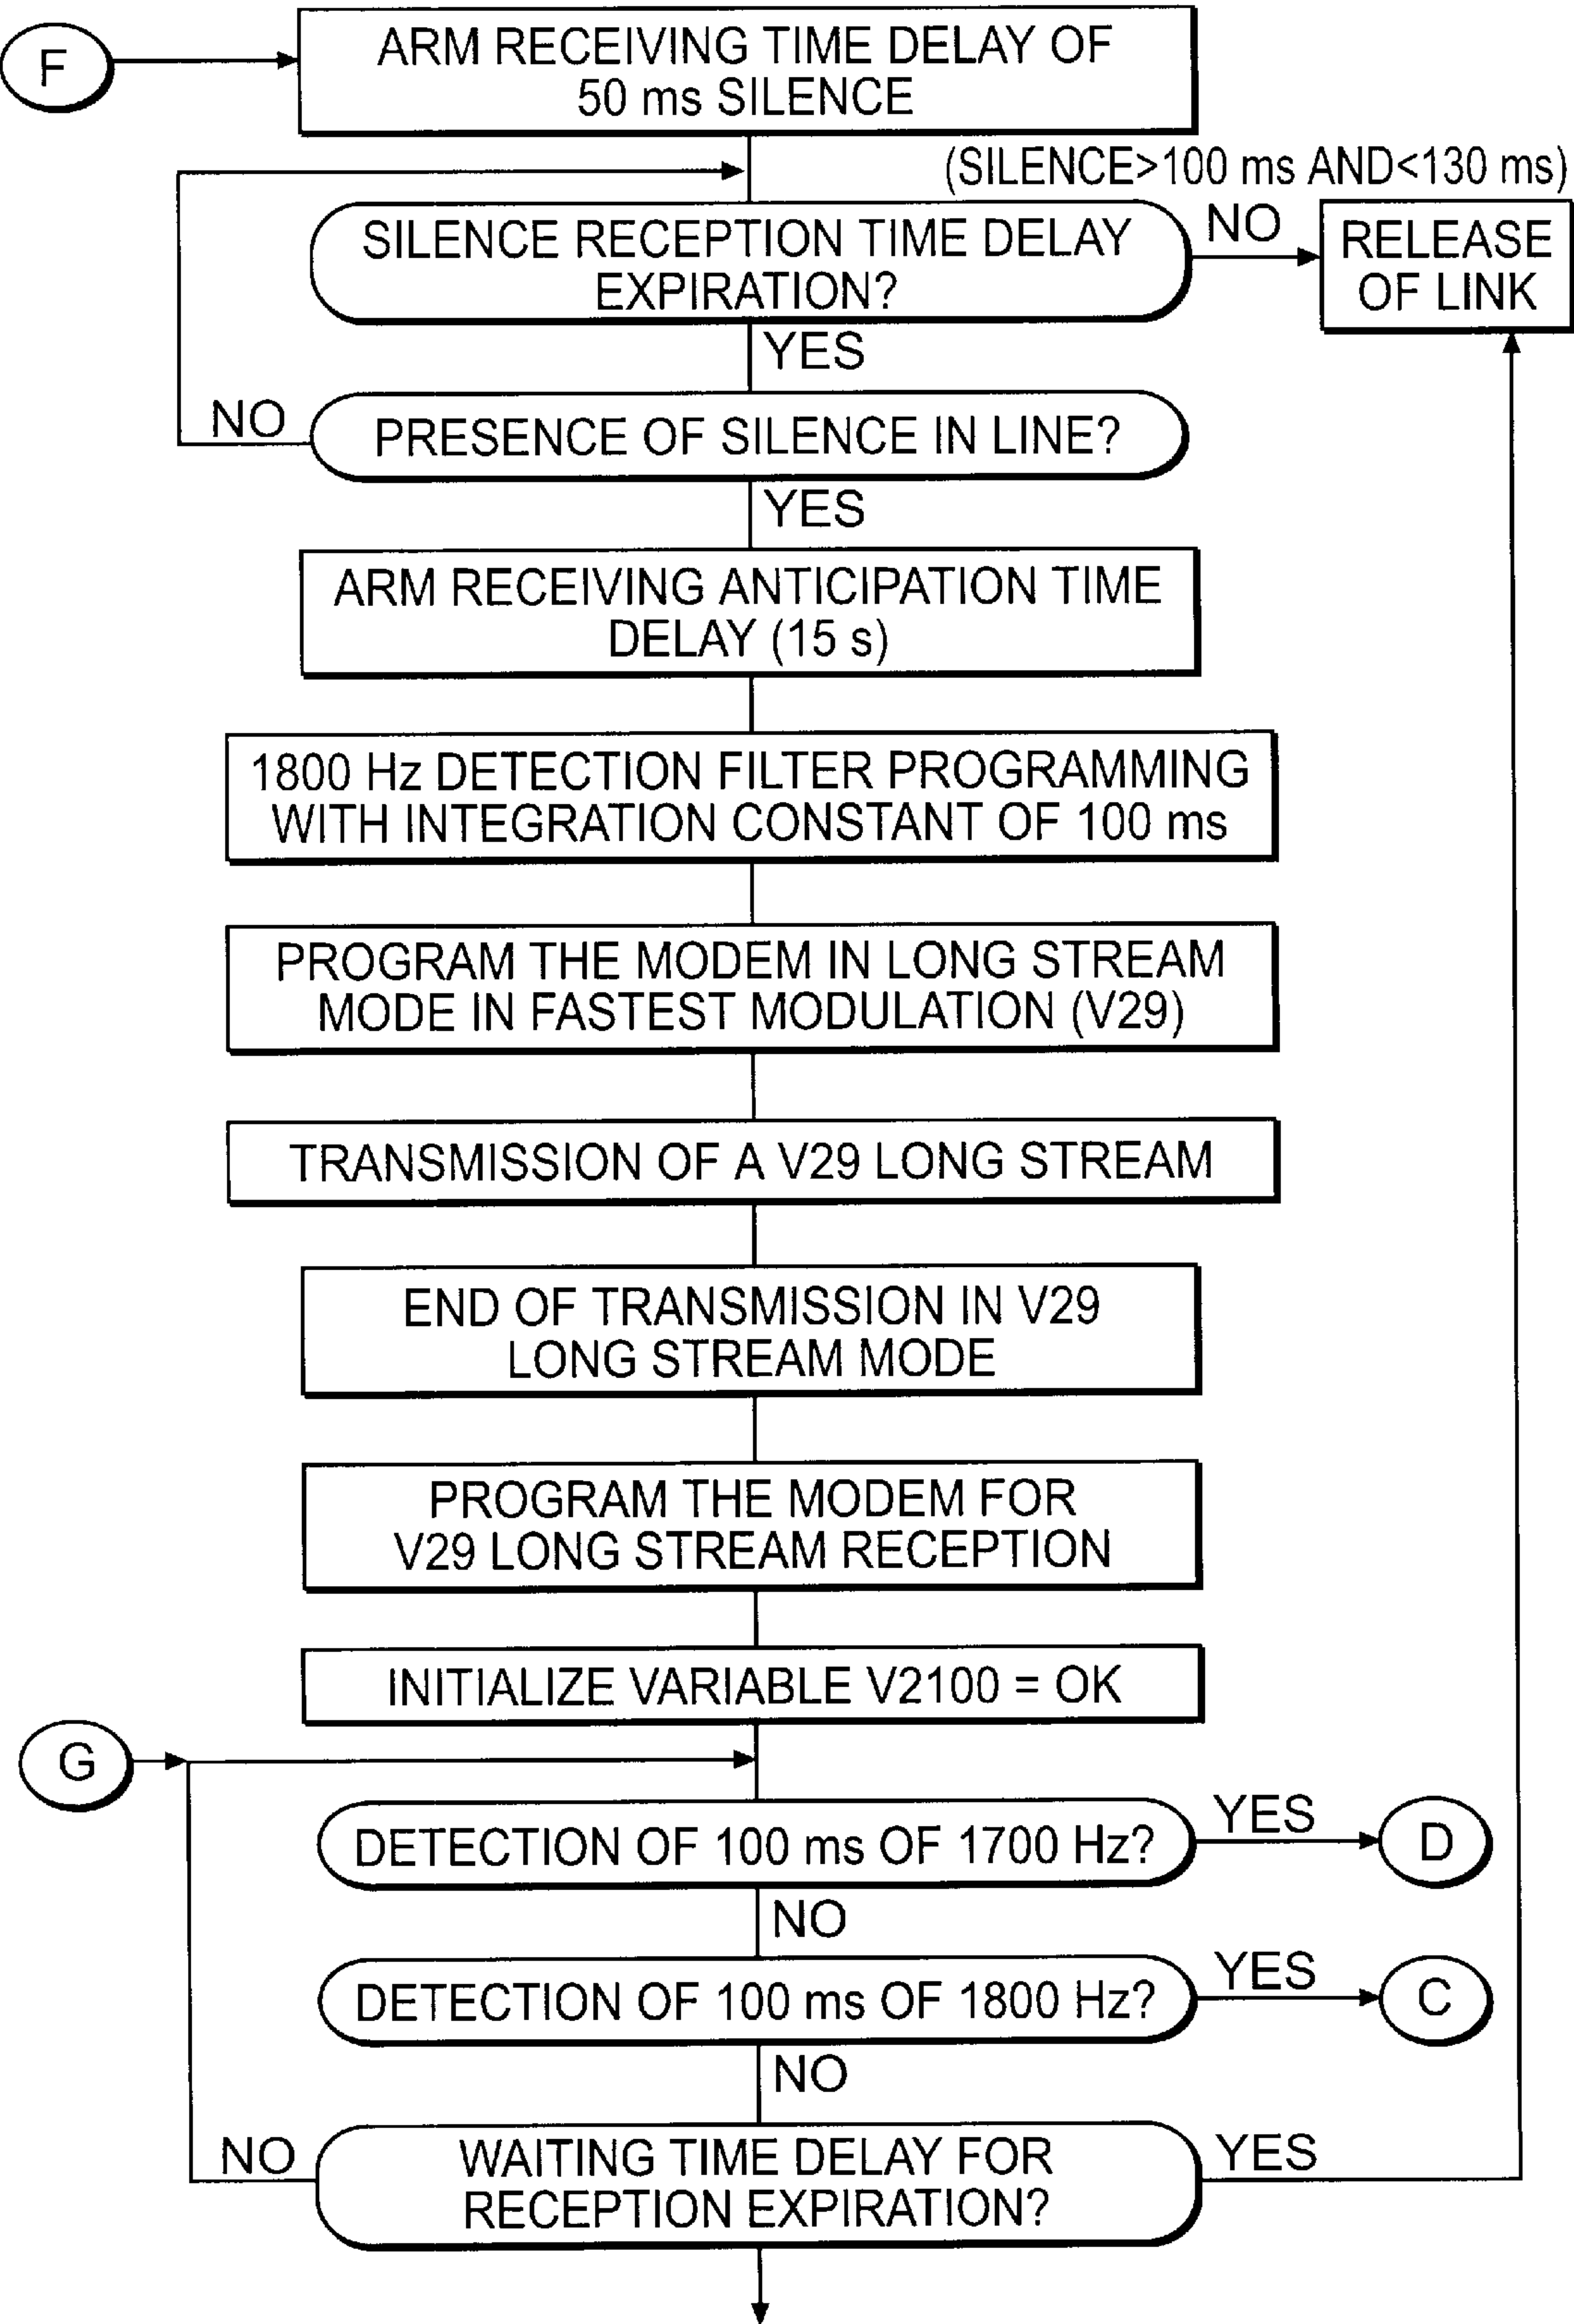 F
ARM RECEIVING TIME DELAY OF
50 ms SILENCE
(SILENCE>100 ms AND<130 ms)
SILENCE RECEPTION TIME DELAY
EXPIRATION?
NO
RELEASE
OF LINK
YES
NO
PRESENCE OF SILENCE IN LINE?
YES
ARM RECEIVING ANTICIPATION TIME
DELAY (15 s)
1800 Hz DETECTION FILTER PROGRAMMING
WITH INTEGRATION CONSTANT OF 100 ms
PROGRAM THE MODEM IN LONG STREAM
MODE IN FASTEST MODULATION (V29)
TRANSMISSION OF A V29 LONG STREAM
END OF TRANSMISSION IN V29
LONG STREAM MODE
PROGRAM THE MODEM FOR
V29 LONG STREAM RECEPTION
INITIALIZE VARIABLE V2100 = OK
G
DETECTION OF 100 ms OF 1700 Hz?
YES
D
NO
DETECTION OF 100 ms OF 1800 Hz?
YES
C
NO
NO
WAITING TIME DELAY FOR
RECEPTION EXPIRATION?
YES